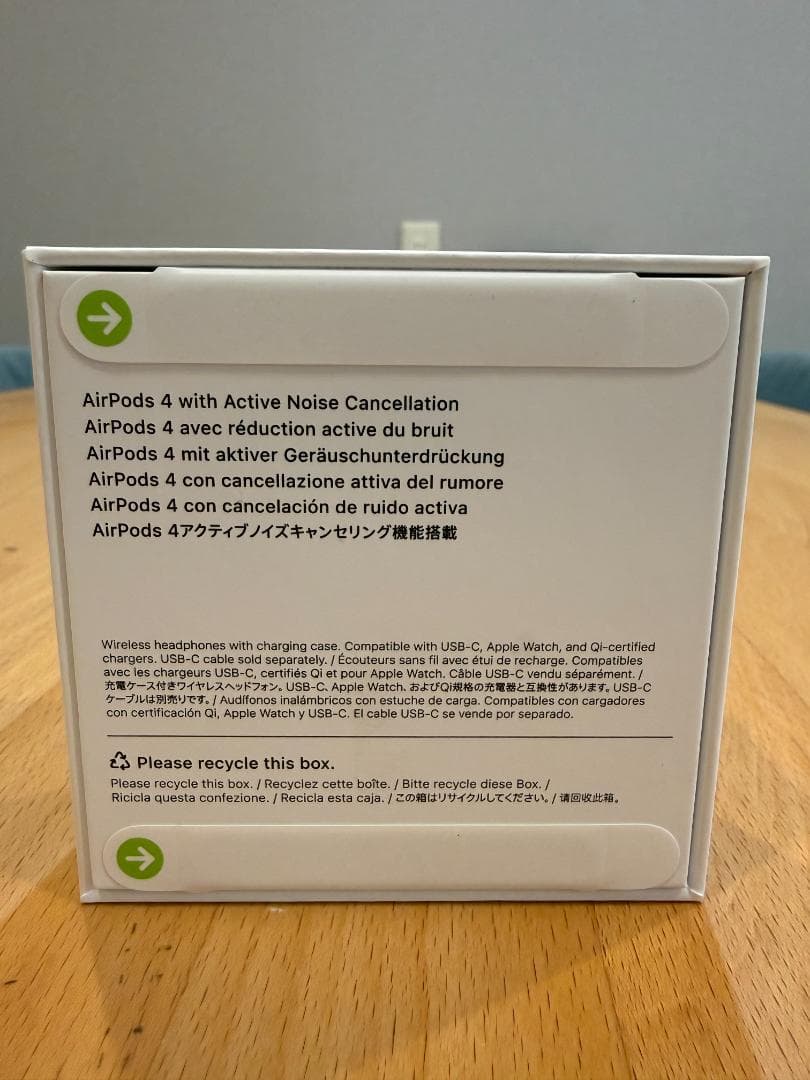 AirPods 4 with Active Noise Cancellation
AirPods 4 avec réduction active du bruit
AirPods 4 mit aktiver Geräuschunterdrückung
AirPods 4 con cancellazione attiva del rumore
AirPods 4 con cancelación de ruido activa
AirPods 4アクティブノイズキャンセリング機能搭載
Wireless headphones with charging case. Compatible with USB-C, Apple Watch, and Qi-certified
chargers. USB-C cable sold separately. / Écouteurs sans fil avec étui de recharge. Compatibles
avec les chargeurs USB-C, certifiés Qi et pour Apple Watch. Câble USB-C vendu séparément. /
充電ケース付きワイヤレスヘッドフォン。USB-C、Apple Watch、およびQi規格の充電器と互換性があります。USB-C
ケーブルは別売りです。/ Audífonos inalámbricos con estuche de carga. Compatibles con cargadores
con certificación Qi, Apple Watch y USB-C. El cable USB-C se vende por separado.
Please recycle this box.
Please recycle this box. / Recyclez cette boîte. / Bitte recycle diese Box. /
Ricicla questa confezione. / Recicla esta caja. / この箱はリサイクルしてください。/ 请回收此箱。